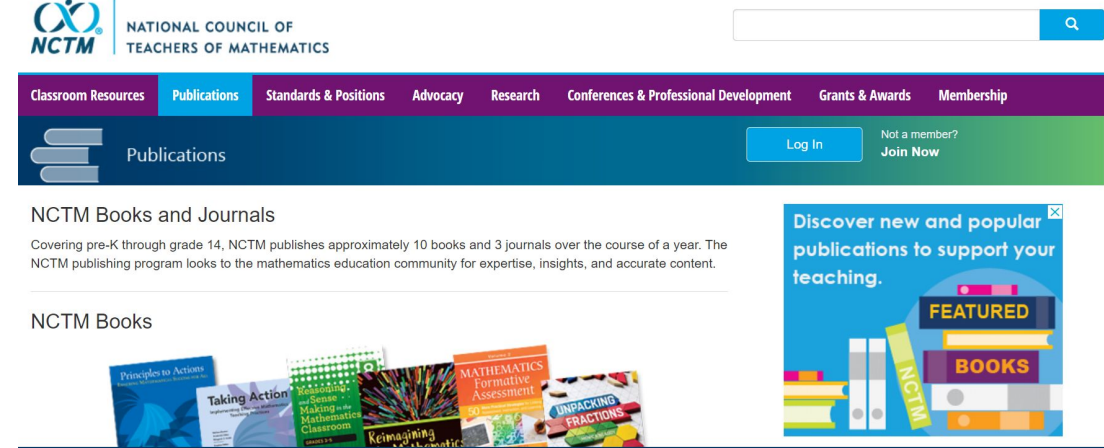 NCTM
NATIONAL COUNCIL OF
TEACHERS OF MATHEMATICS
Classroom Resources
Publications
Standards & Positions
Advocacy
Research
Conferences & Professional Development
Grants & Awards
Membership
Publications
Log In
Not a member?
Join Now
NCTM Books and Journals
Covering pre-K through grade 14, NCTM publishes approximately 10 books and 3 journals over the course of a year. The
NCTM publishing program looks to the mathematics education community for expertise, insights, and accurate content.
NCTM Books
Principles to Actions
Taking Action
Reasoning
and Sense
Making in the
Mathematics
Classroom
GRADES 3–5
Reimagining
MATHEMATICS
Formative
Assessment
50
UNPACKING
FRACTIONS
Discover new and popular
publications to support your
teaching.
FEATURED
BOOKS
NCTM